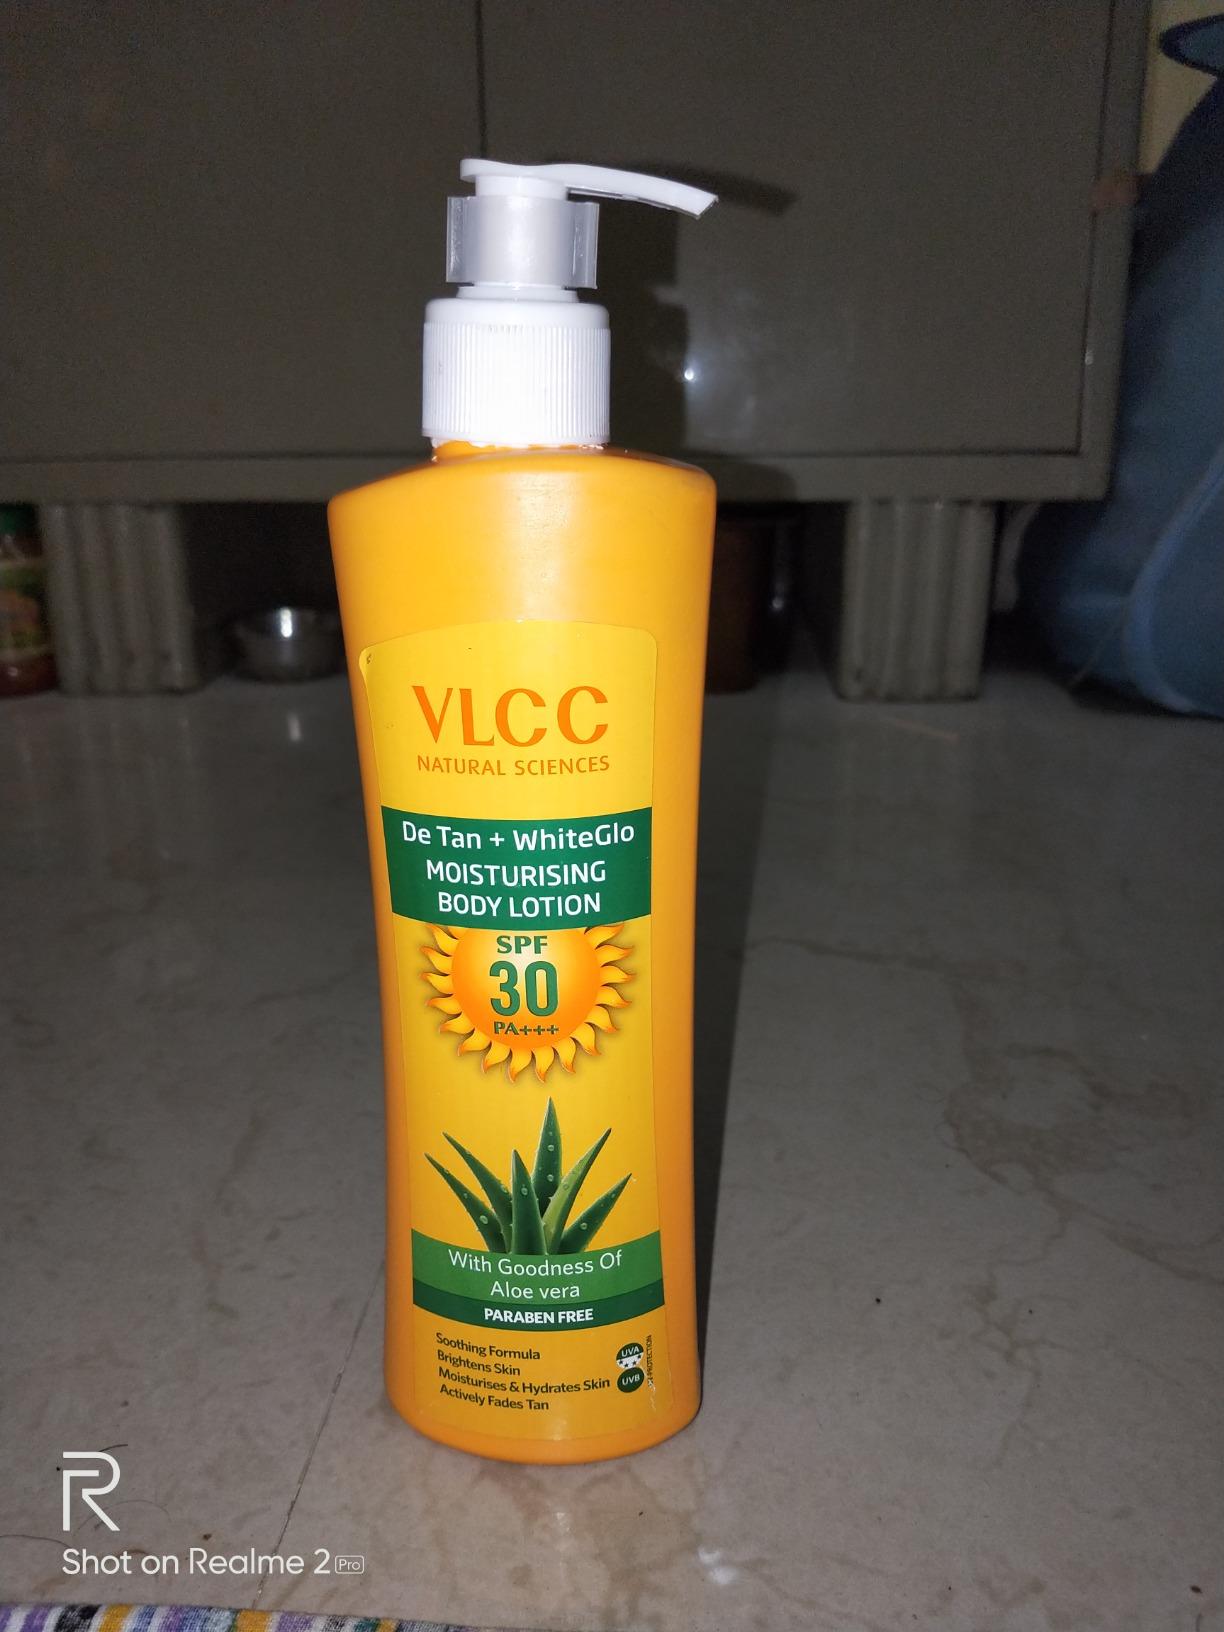 VLCC
NATURAL SCIENCES
De Tan + WhiteGlo
MOISTURISING
BODY LOTION
SPF
30
PA+++
With Goodness Of
Aloe vera
PARABEN FREE
Soothing Formula
Brightens Skin
Moisturises & Hydrates Skin
Actively Fades Tan
UVA
UVB
PROTECTION
R
Shot on Realme 2 Pro